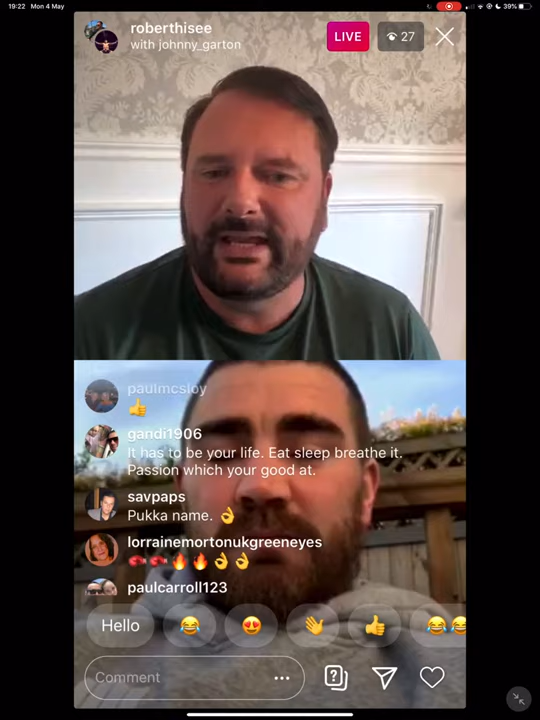 19:22 Mon 4 May
39%
roberthisee
with johnny_garton
LIVE
27
paulmcsloy
gandi1906
It has to be your life. Eat sleep breathe it.
Passion which your good at.
savpaps
Pukka name.
lorrainemortonukgreeneyes
paulcarroll123
Hello
Comment